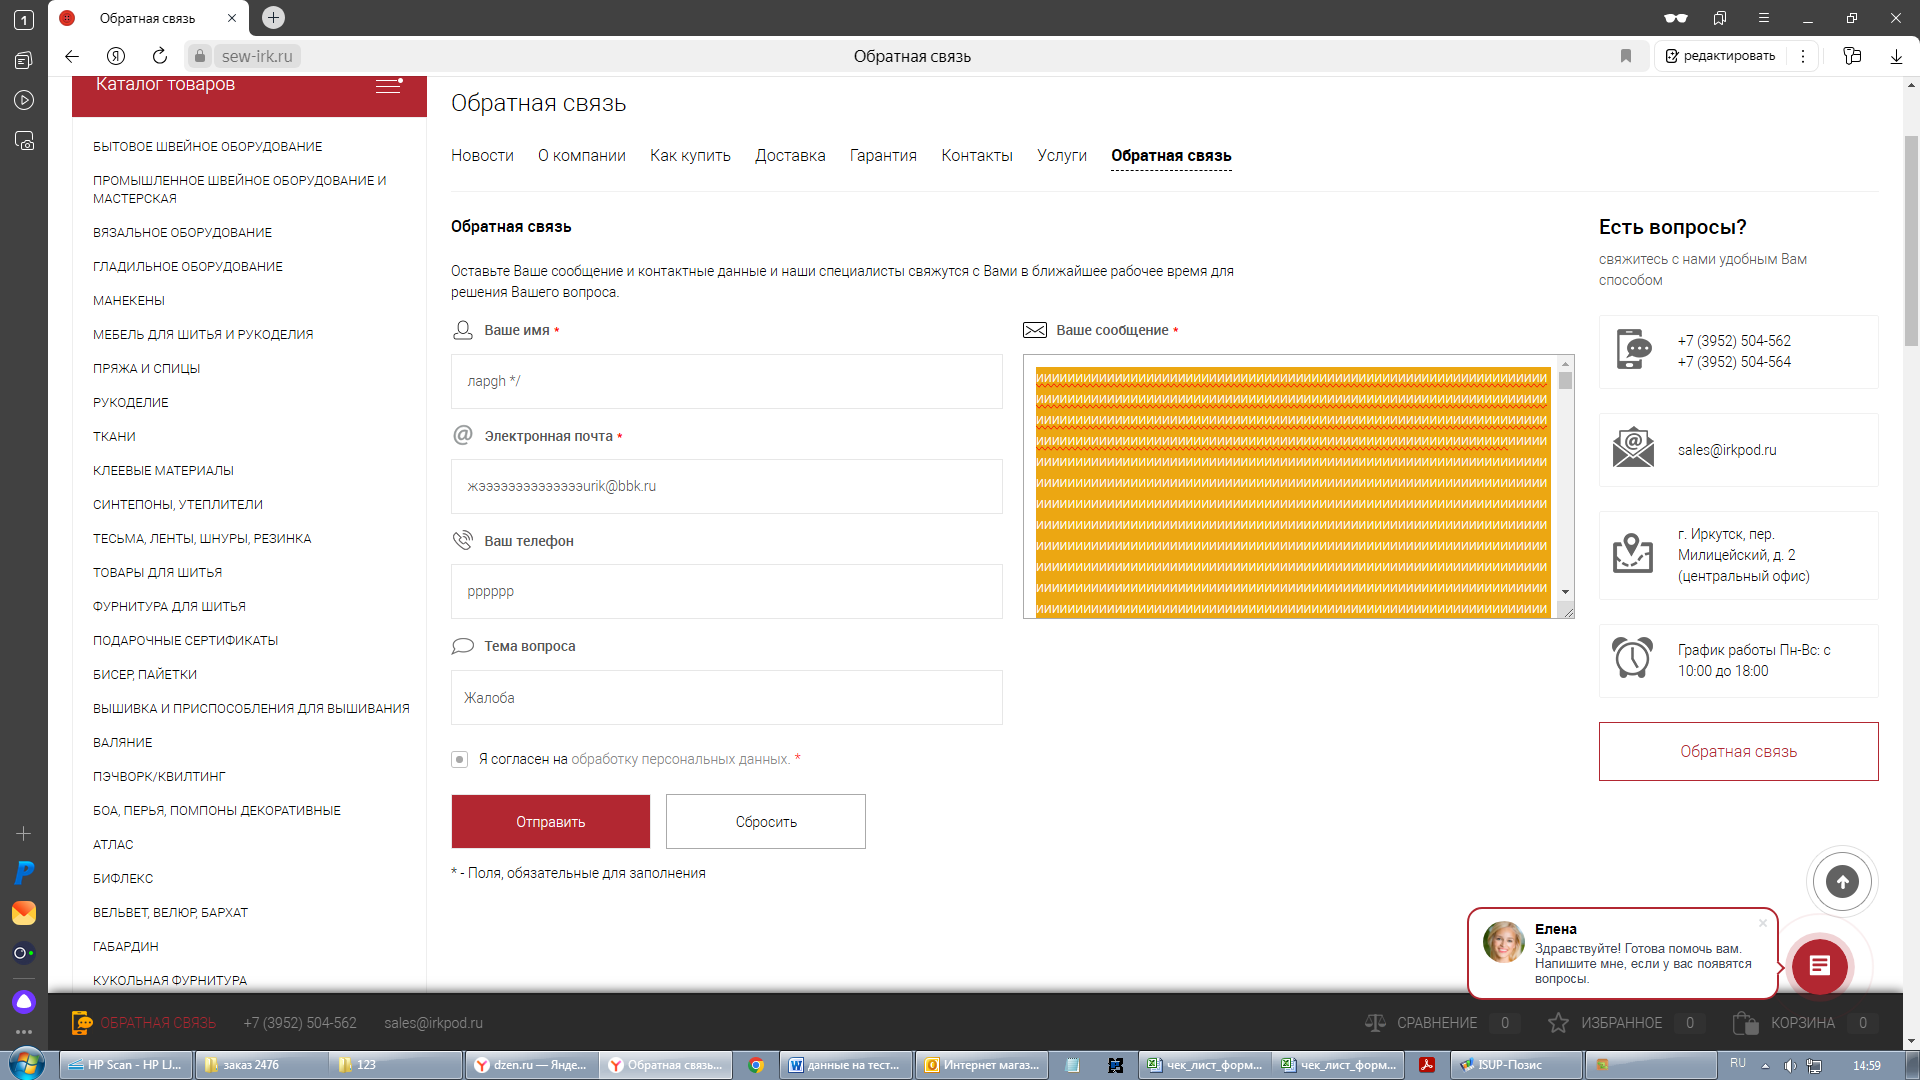 1
Обратная связь
sew-irk.ru
Обратная связь
редактировать
Каталог товаров
БЫТОВОЕ ШВЕЙНОЕ ОБОРУДОВАНИЕ
ПРОМЫШЛЕННОЕ ШВЕЙНОЕ ОБОРУДОВАНИЕ И
МАСТЕРСКАЯ
ВЯЗАЛЬНОЕ ОБОРУДОВАНИЕ
ГЛАДИЛЬНОЕ ОБОРУДОВАНИЕ
МАНЕКЕНЫ
МЕБЕЛЬ ДЛЯ ШИТЬЯ И РУКОДЕЛИЯ
ПРЯЖА И СПИЦЫ
РУКОДЕЛИЕ
ТКАНИ
КЛЕЕВЫЕ МАТЕРИАЛЫ
СИНТЕПОНЫ, УТЕПЛИТЕЛИ
ТЕСЬМА, ЛЕНТЫ, ШНУРЫ, РЕЗИНКА
ТОВАРЫ ДЛЯ ШИТЬЯ
ФУРНИТУРА ДЛЯ ШИТЬЯ
ПОДАРОЧНЫЕ СЕРТИФИКАТЫ
БИСЕР, ПАЙЕТКИ
ВЫШИВКА И ПРИСПОСОБЛЕНИЯ ДЛЯ ВЫШИВАНИЯ
ВАЛЯНИЕ
ПЭЧВОРК/КВИЛТИНГ
БОА, ПЕРЬЯ, ПОМПОНЫ ДЕКОРАТИВНЫЕ
АТЛАС
БИФЛЕКС
ВЕЛЬВЕТ, ВЕЛЮР, БАРХАТ
ГАБАРДИН
КУКОЛЬНАЯ ФУРНИТУРА
Обратная связь
Новости О компании Как купить Доставка Гарантия Контакты Услуги Обратная связь
Обратная связь
Оставьте Ваше сообщение и контактные данные и наши специалисты свяжутся с Вами в ближайшее рабочее время для
решения Вашего вопроса.
Ваше имя *
ларgh */
Электронная почта *
Ваш телефон
рррррр
Тема вопроса
Жалоба
Ваше сообщение *
Я согласен на обработку персональных данных. *
Отправить
Сбросить
* - Поля, обязательные для заполнения
Есть вопросы?
свяжитесь с нами удобным Вам
способом
+7 (3952) 504-562
+7 (3952) 504-564
sales@irkpod.ru
г. Иркутск, пер.
Милицейский, д. 2
(центральный офис)
График работы Пн-Вс: с
10:00 до 18:00
Обратная связь
Елена
Здравствуйте! Готова помочь вам.
Напишите мне, если у вас появятся
вопросы.
ОБРАТНАЯ СВЯЗЬ +7 (3952) 504-562 sales@irkpod.ru
СРАВНЕНИЕ 0 ИЗБРАННОЕ 0 КОРЗИНА 0
HP Scan - HP LJ...
заказ 2476
123
dzen.ru — Янде...
Обратная связь...
данные на тест...
Интернет магаз...
чек_лист_форм...
чек_лист_форм...
ISUP-Позис
RU
14:59